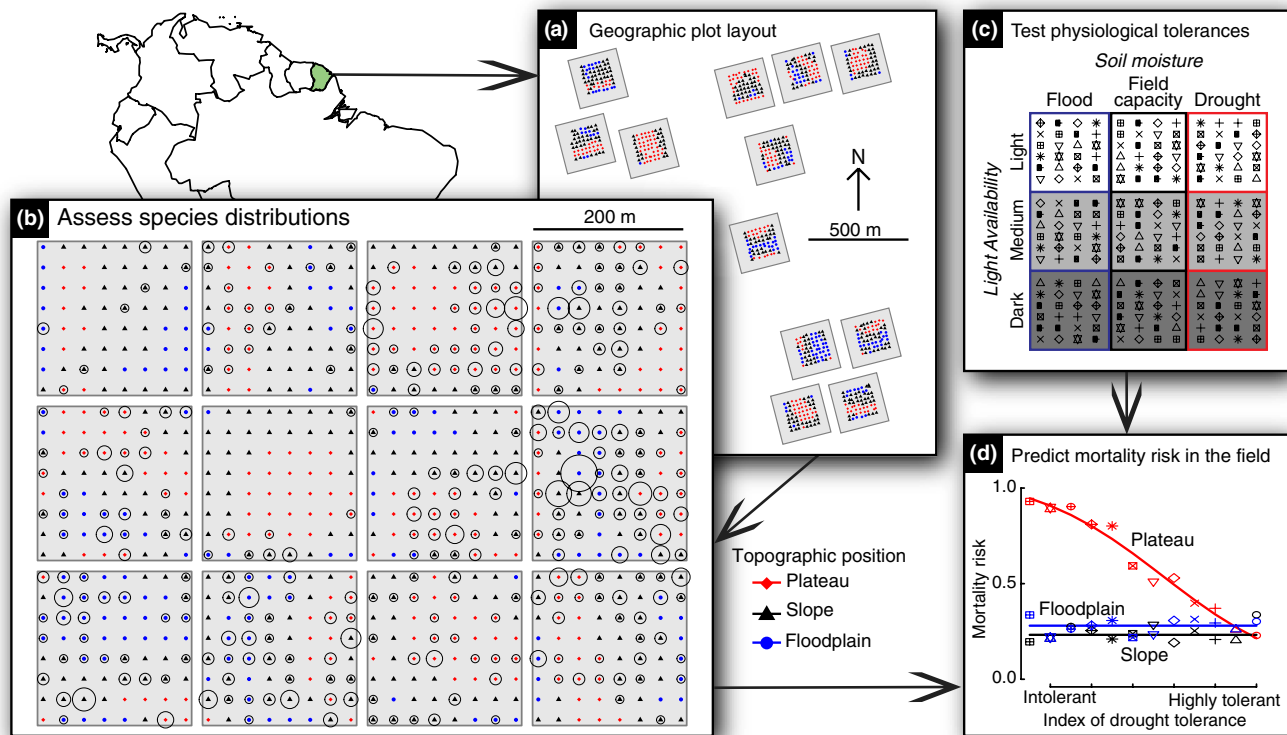 (a) Geographic plot layout
N
500 m
(b) Assess species distributions
200 m
Topographic position
Plateau
Slope
Floodplain
(c) Test physiological tolerances
Soil moisture
Flood
Field capacity
Drought
Light Availability
Light
Medium
Dark
(d) Predict mortality risk in the field
Mortality risk
1.0
0.5
0.0
Plateau
Floodplain
Slope
Intolerant
Highly tolerant
Index of drought tolerance